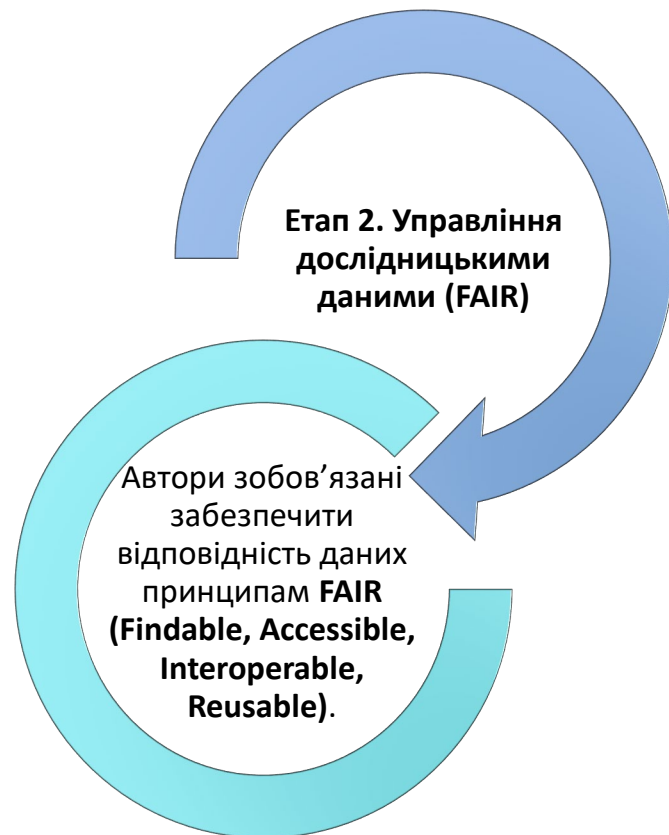 Етап 2. Управління
дослідницькими
даними (FAIR)
Автори зобов’язані
забезпечити
відповідність даних
принципам FAIR
(Findable, Accessible,
Interoperable,
Reusable).